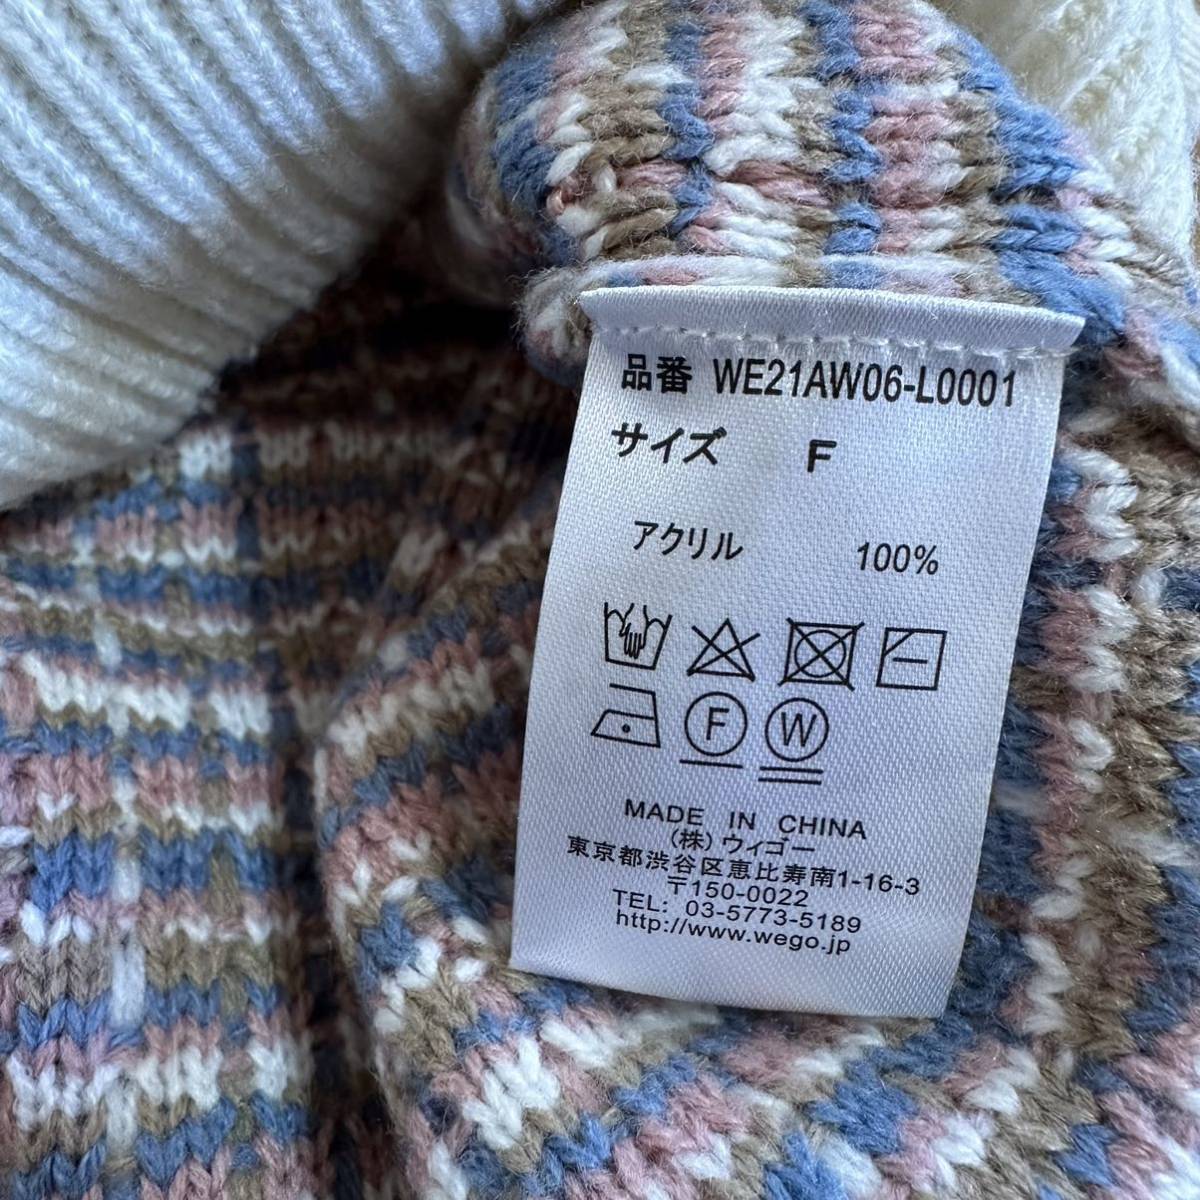 品番 WE21AW06-L0001
サイズ F
アクリル 100%
F W
MADE IN CHINA
(株)ウィゴー
東京都渋谷区恵比寿南1-16-3
〒150-0022
TEL: 03-5773-5189
http://www.wego.jp